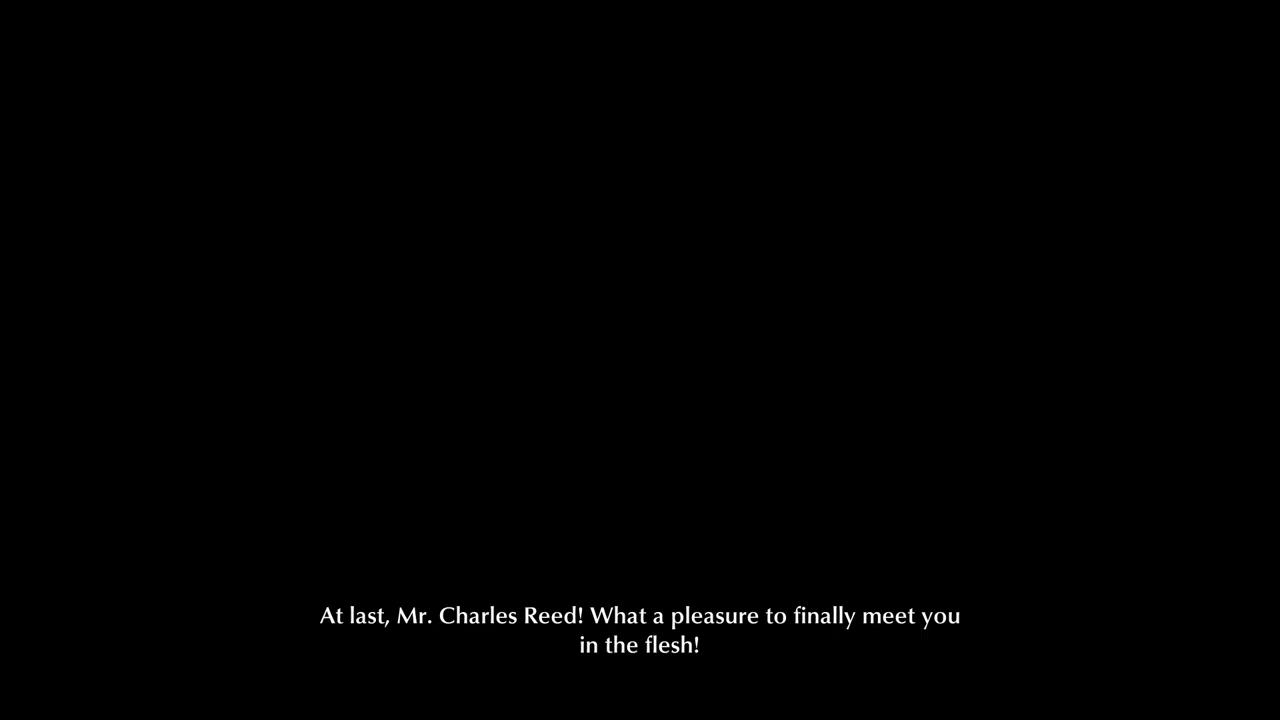 At last, Mr. Charles Reed! What a pleasure to finally meet you
in the flesh!